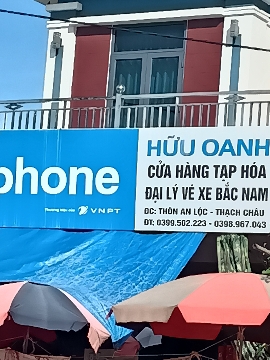 phone
Thương hiệu của VNPT
HỮU OANH
CỬA HÀNG TẠP HÓA
ĐẠI LÝ VÉ XE BẮC NAM
ĐC: THÔN AN LỘC - THẠCH CHÂU
ĐT: 0399.502.223 - 0398.967.043